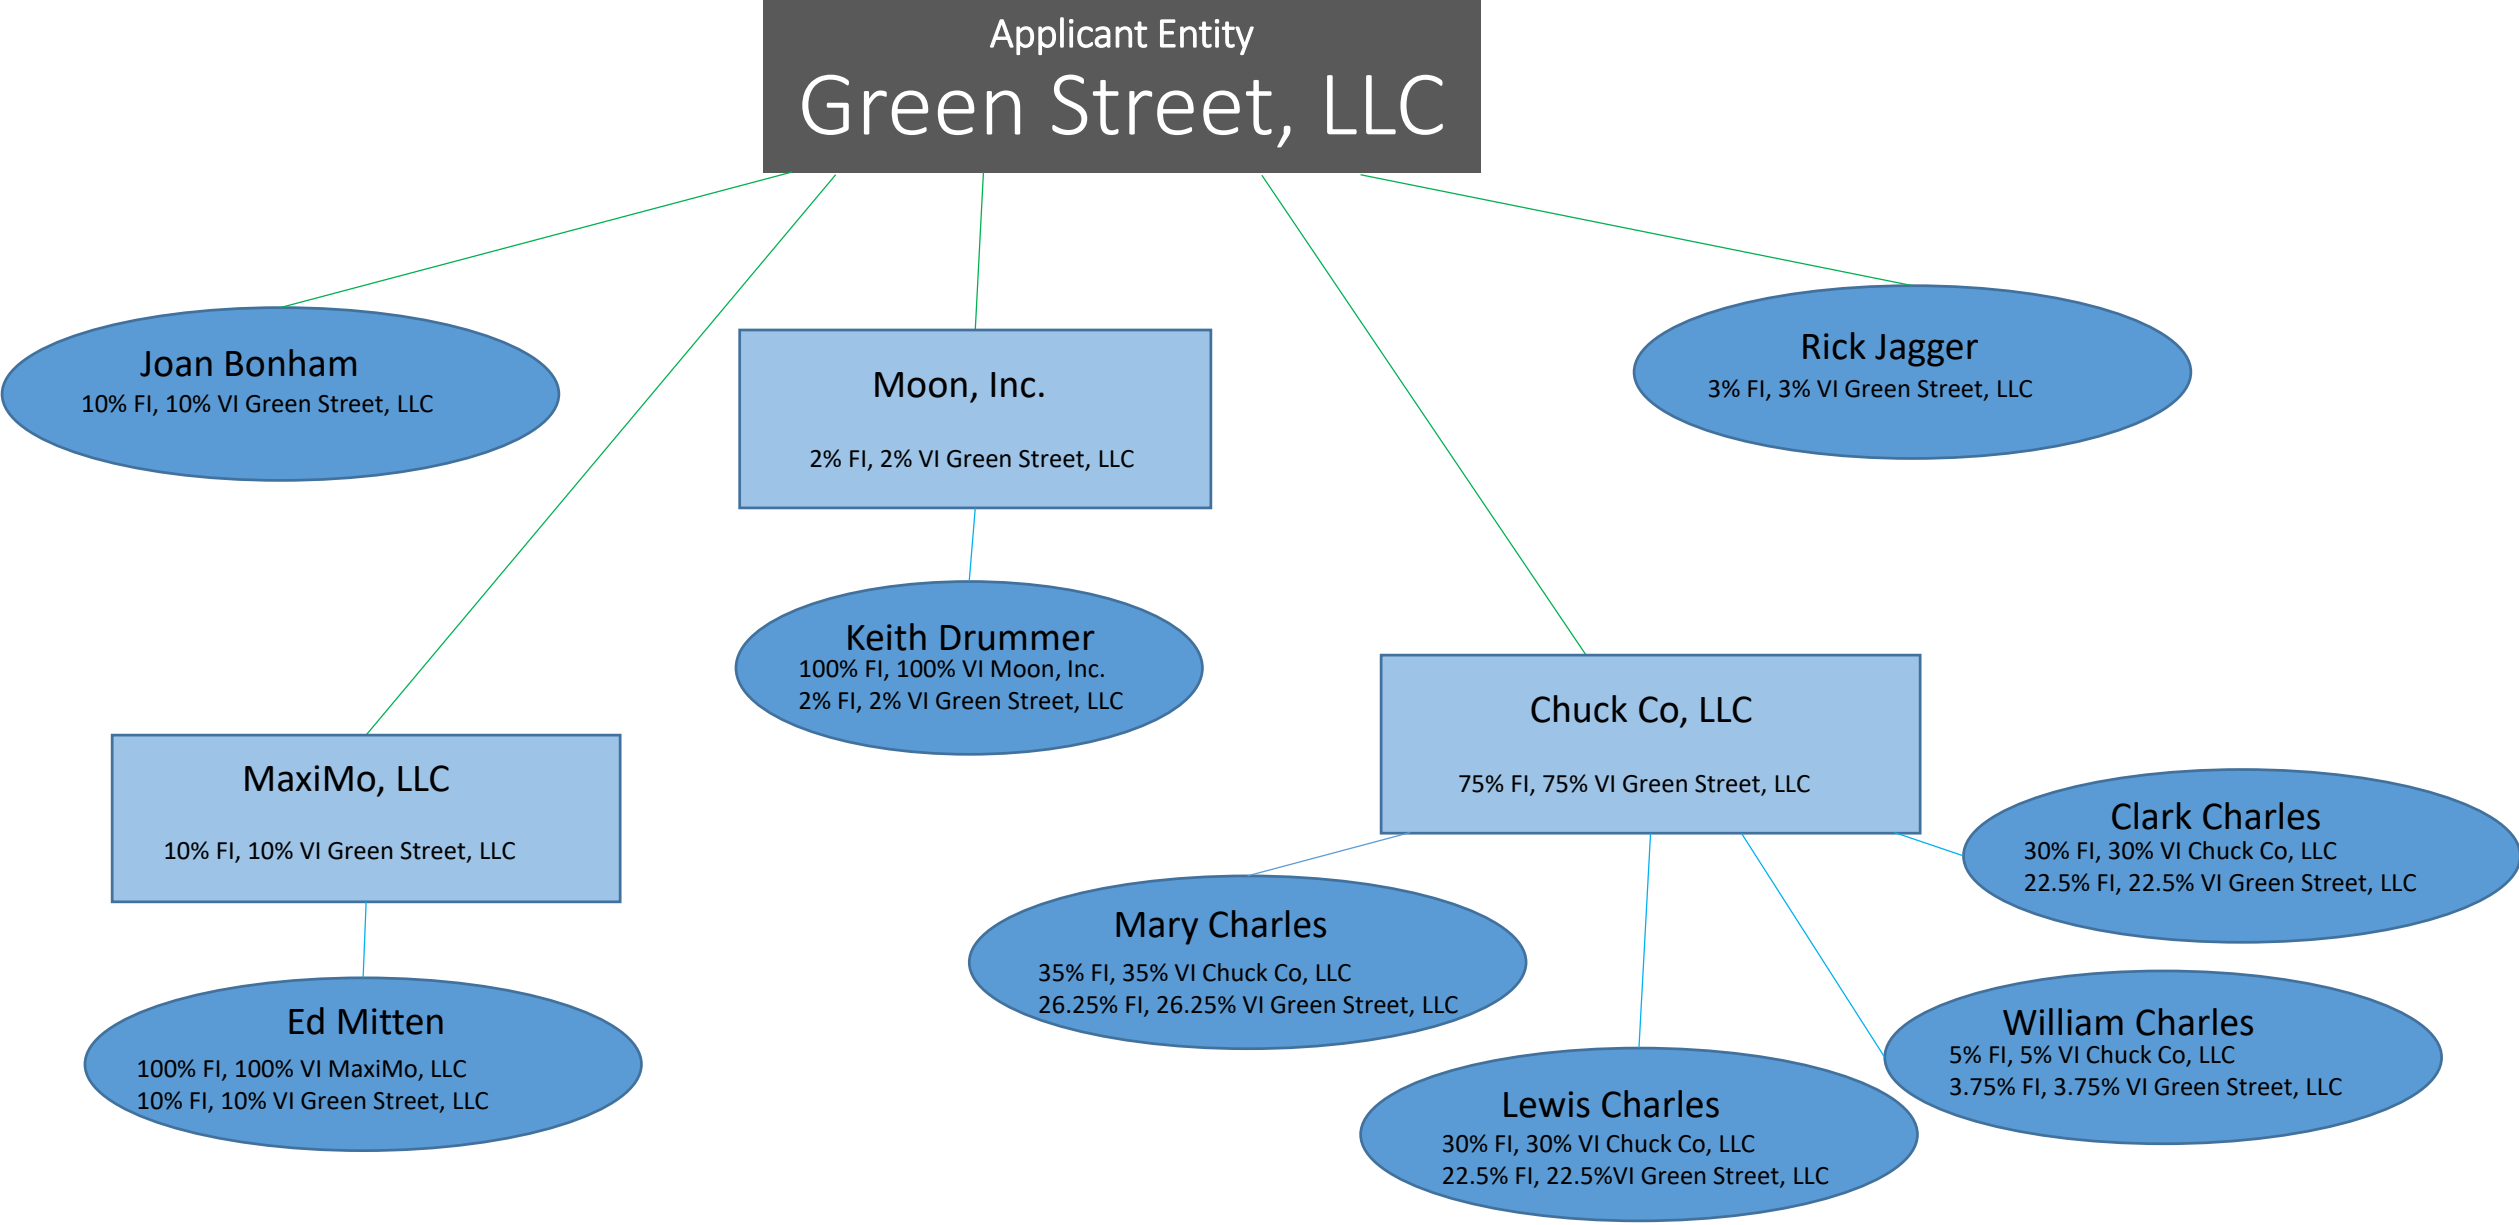 Applicant Entity
Green Street, LLC
Joan Bonham
10% FI, 10% VI Green Street, LLC
Moon, Inc.
2% FI, 2% VI Green Street, LLC
Rick Jagger
3% FI, 3% VI Green Street, LLC
Keith Drummer
100% FI, 100% VI Moon, Inc.
2% FI, 2% VI Green Street, LLC
MaxiMo, LLC
10% FI, 10% VI Green Street, LLC
Chuck Co, LLC
75% FI, 75% VI Green Street, LLC
Clark Charles
30% FI, 30% VI Chuck Co, LLC
22.5% FI, 22.5% VI Green Street, LLC
Mary Charles
35% FI, 35% VI Chuck Co, LLC
26.25% FI, 26.25% VI Green Street, LLC
Ed Mitten
100% FI, 100% VI MaxiMo, LLC
10% FI, 10% VI Green Street, LLC
William Charles
5% FI, 5% VI Chuck Co, LLC
3.75% FI, 3.75% VI Green Street, LLC
Lewis Charles
30% FI, 30% VI Chuck Co, LLC
22.5% FI, 22.5%VI Green Street, LLC